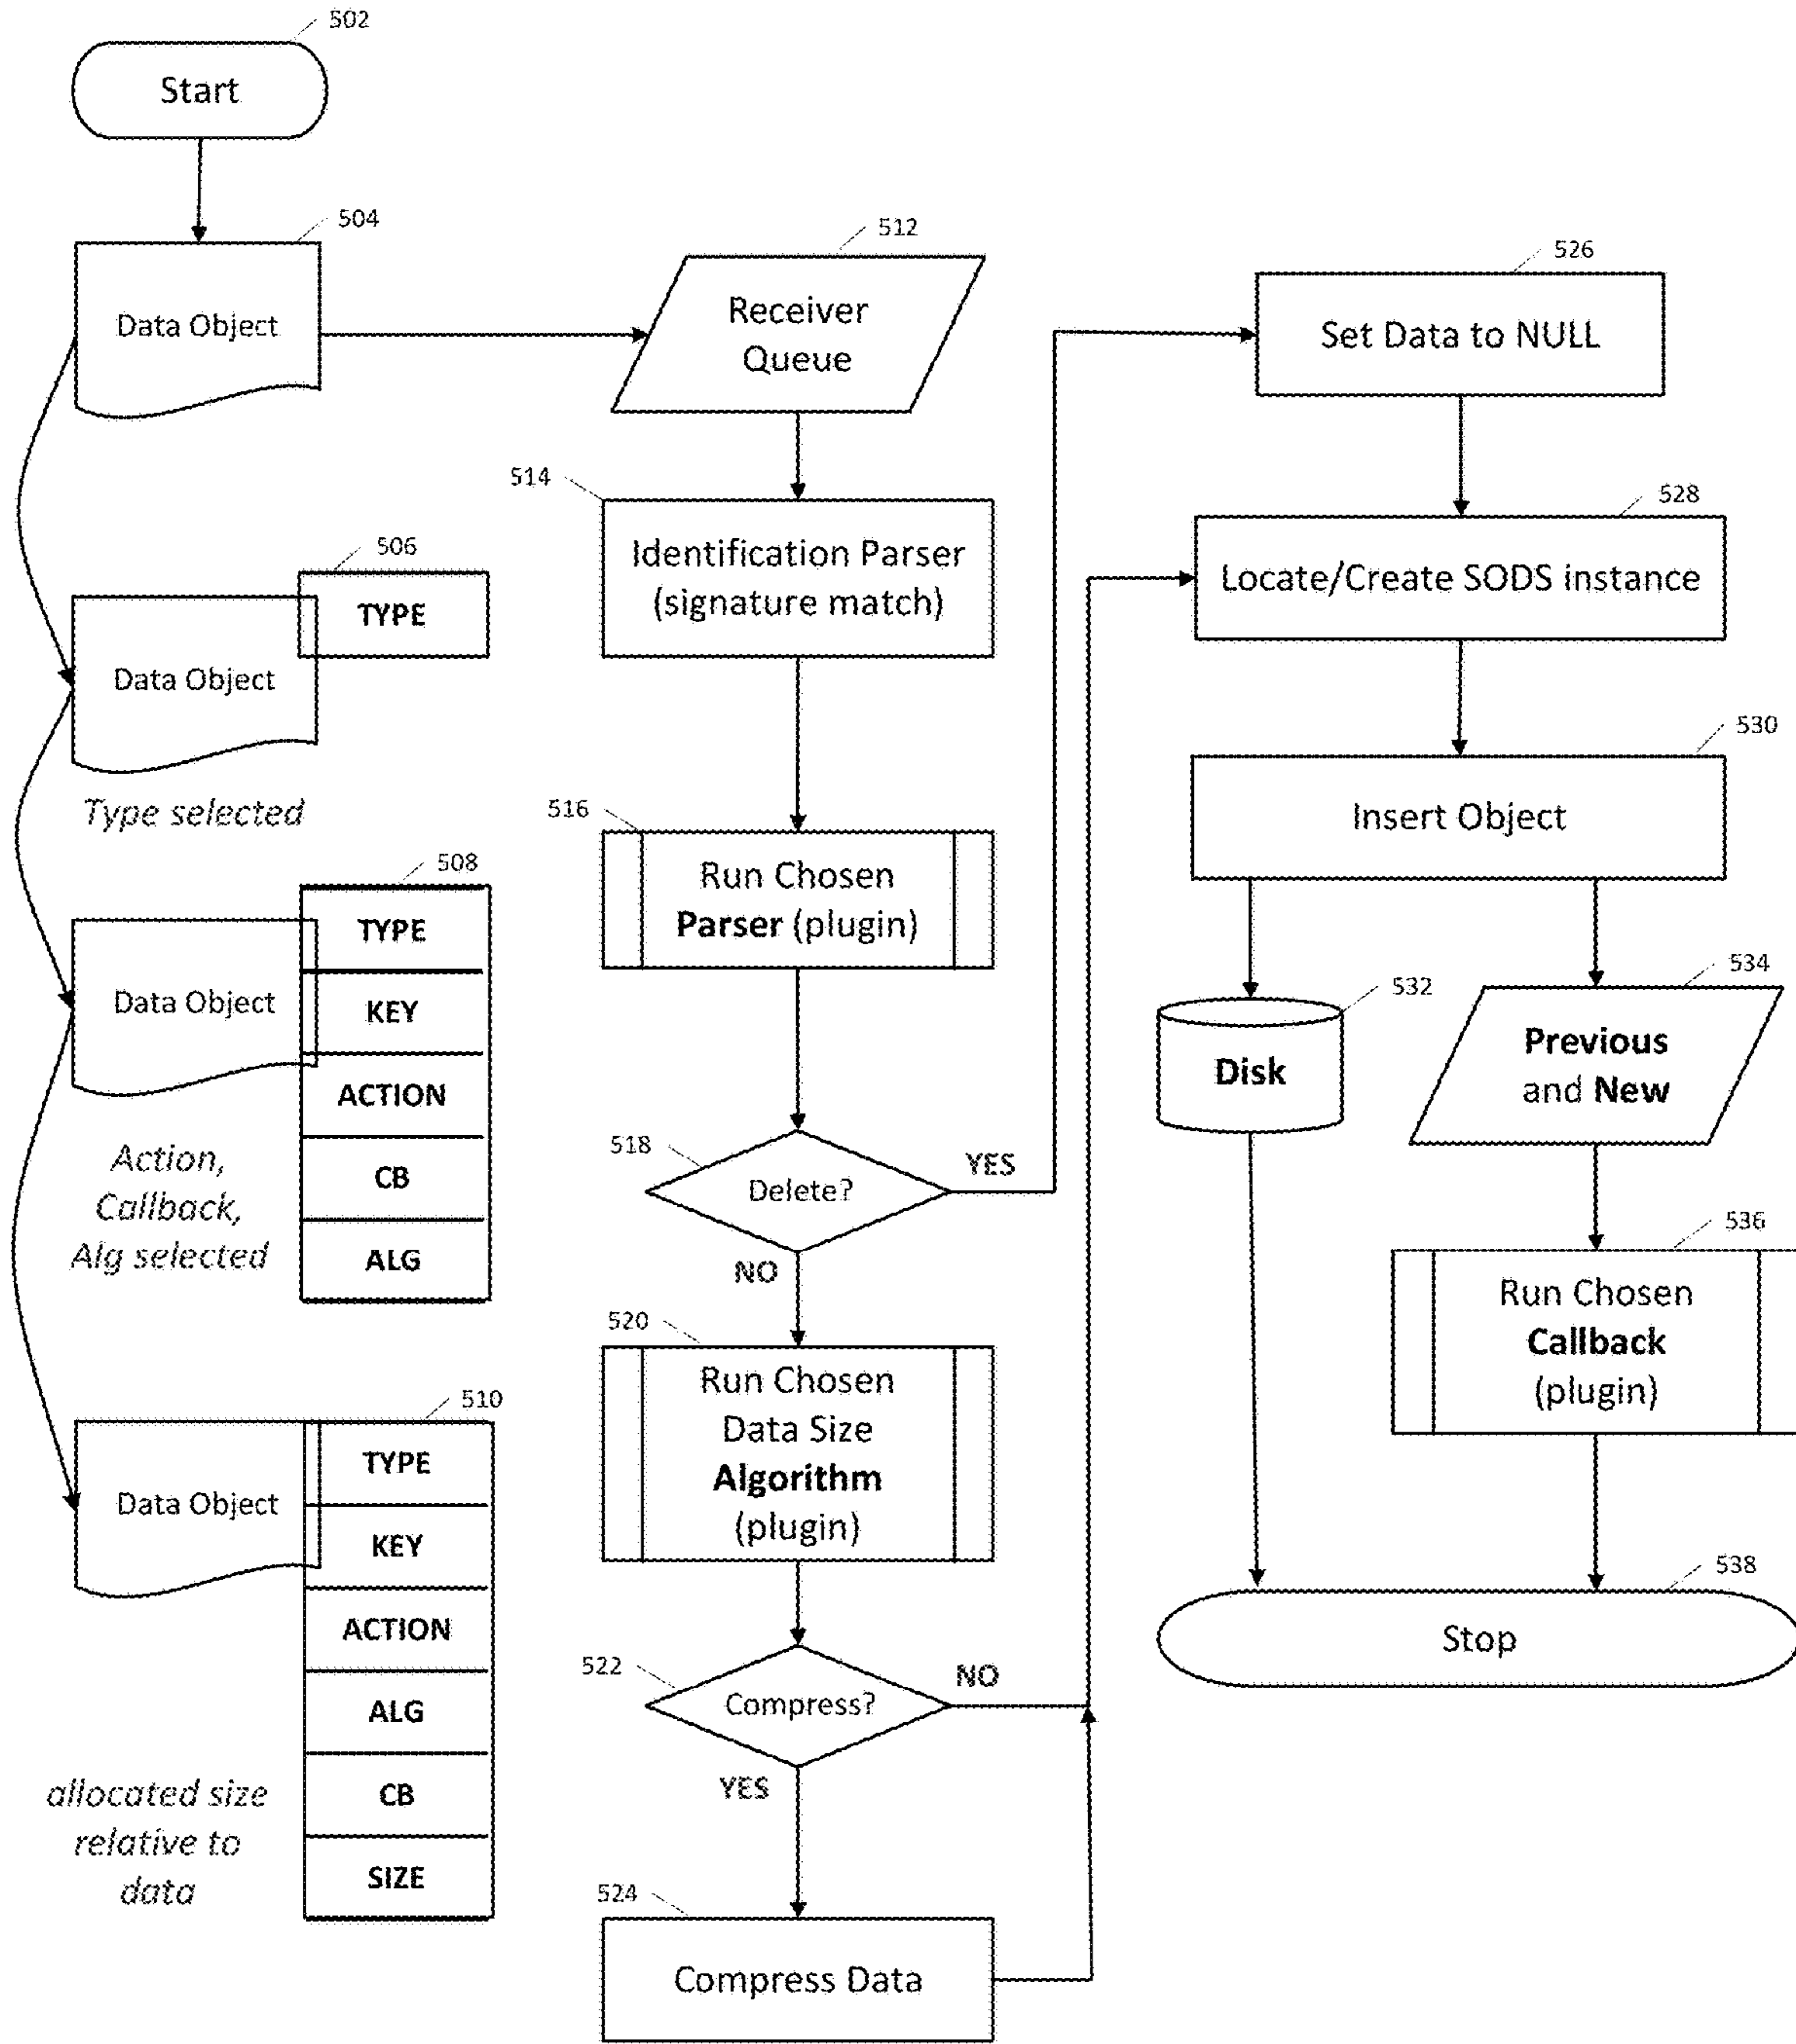 502
Start
504
Data Object
506
TYPE
Data Object
Type selected
508
TYPE
Data Object
KEY
ACTION
Action,
Callback,
Alg selected
CB
ALG
510
TYPE
Data Object
KEY
ACTION
ALG
allocated size
relative to
data
CB
SIZE
512
Receiver
Queue
514
Identification Parser
(signature match)
516
Run Chosen
Parser (plugin)
518
Delete?
YES
NO
520
Run Chosen
Data Size
Algorithm
(plugin)
522
Compress?
NO
YES
524
Compress Data
526
Set Data to NULL
528
Locate/Create SODS instance
530
Insert Object
532
Disk
534
Previous
and New
536
Run Chosen
Callback
(plugin)
538
Stop